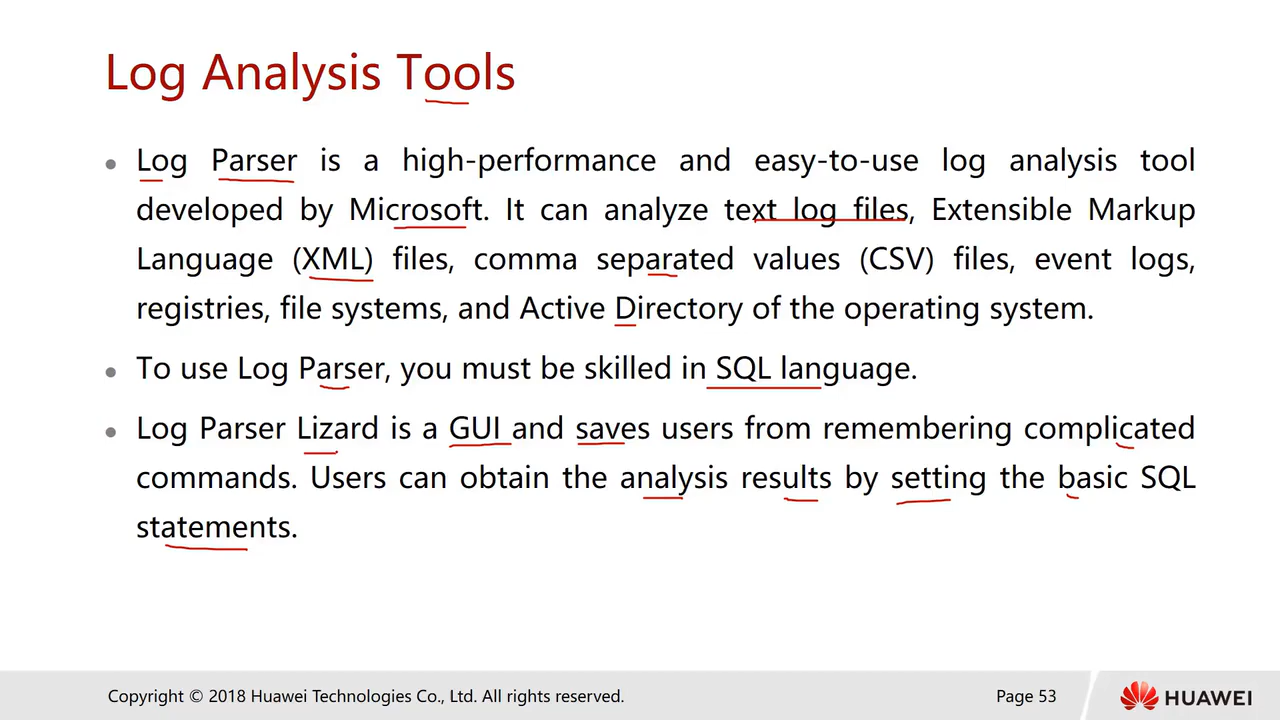 Log Analysis Tools
• Log Parser is a high-performance and easy-to-use log analysis tool
developed by Microsoft. It can analyze text log files, Extensible Markup
Language (XML) files, comma separated values (CSV) files, event logs,
registries, file systems, and Active Directory of the operating system.
• To use Log Parser, you must be skilled in SQL language.
• Log Parser Lizard is a GUI and saves users from remembering complicated
commands. Users can obtain the analysis results by setting the basic SQL
statements.
Copyright © 2018 Huawei Technologies Co., Ltd. All rights reserved.
Page 53
HUAWEI